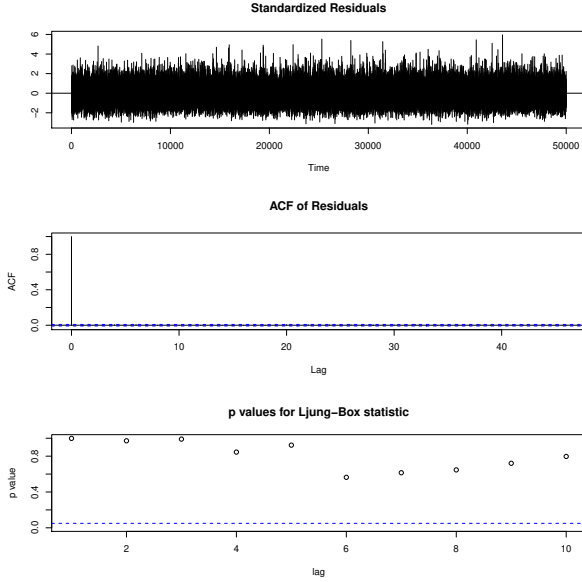 Standardized Residuals
6
4
2
0
−2
0 10000 20000 30000 40000 50000
Time
ACF of Residuals
ACF
0.8
0.4
0.0
0 10 20 30 40
Lag
p values for Ljung−Box statistic
p value
0.8
0.4
0.0
2 4 6 8 10
lag